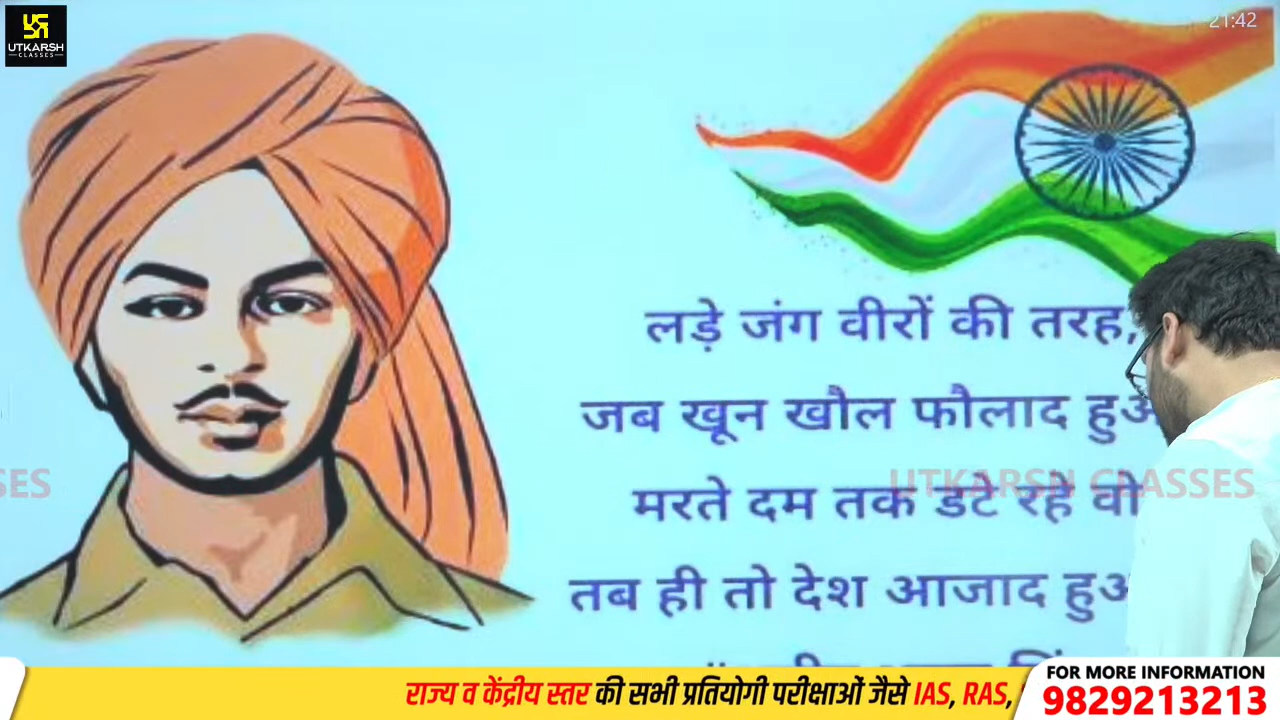 UTKARSH
CLASSES
21:42
लड़े जंग वीरों की तरह,
जब खून खौल फौलाद
मरते दम तक डटे रहे वो
तब ही तो देश आजाद
UTKARSH CLASSES
राज्य व केंद्रीय स्तर की सभी प्रतियोगी परीक्षाओं जैसे IAS, RAS,
FOR MORE INFORMATION
9829213213